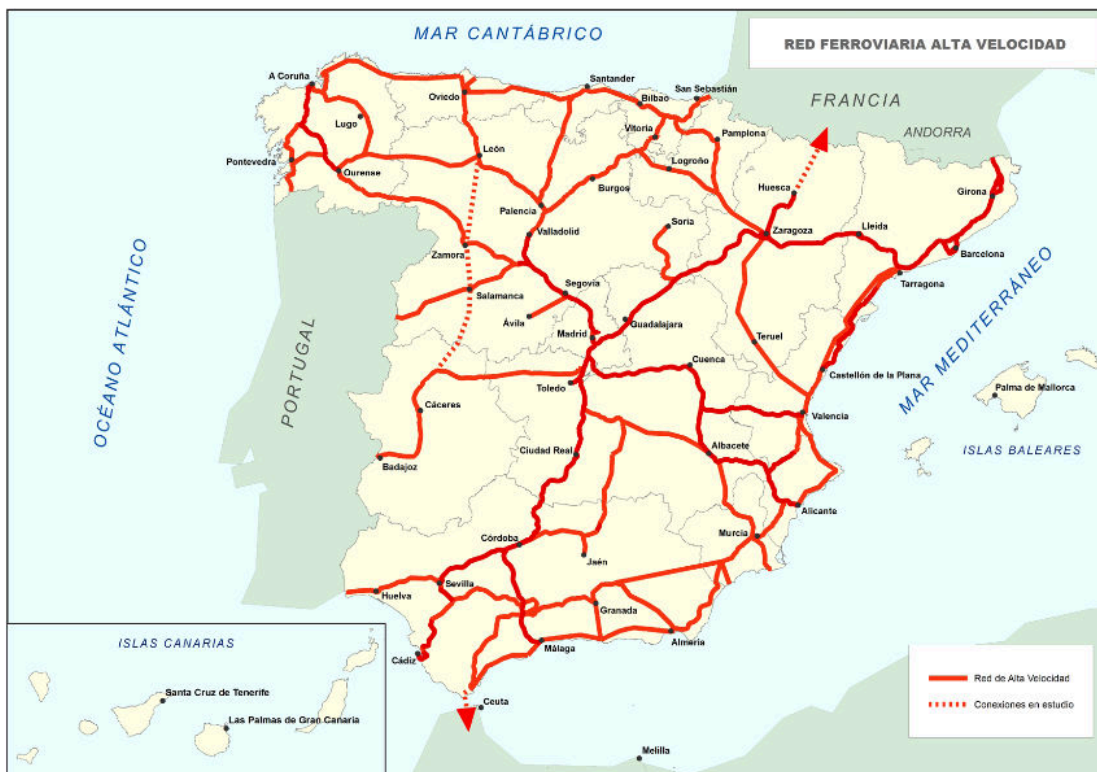 MAR CANTÁBRICO
RED FERROVIARIA ALTA VELOCIDAD
A Coruña
Santander
Oviedo
San Sebastián
Bilbao
FRANCIA
Lugo
Vitoria
ANDORRA
León
Pamplona
Pontevedra
Logroño
Ourense
Huesca
Girona
Burgos
Palencia
Soria
Valladolid
Zaragoza
Lleida
Zamora
Barcelona
Tarragona
Salamanca
Segovia
Ávila
Guadalajara
Madrid
Teruel
OCÉANO ATLÁNTICO
PORTUGAL
MAR MEDITERRÁNEO
Cuenca
Castellón de la Plana
Toledo
Palma de Mallorca
Cáceres
Valencia
Ciudad Real
Albacete
ISLAS BALEARES
Badajoz
Alicante
Córdoba
Murcia
Jaén
Sevilla
Huelva
Granada
Almería
Málaga
Cádiz
ISLAS CANARIAS
Santa Cruz de Tenerife
Las Palmas de Gran Canaria
Ceuta
Melilla
Red de Alta Velocidad
Conexiones en estudio